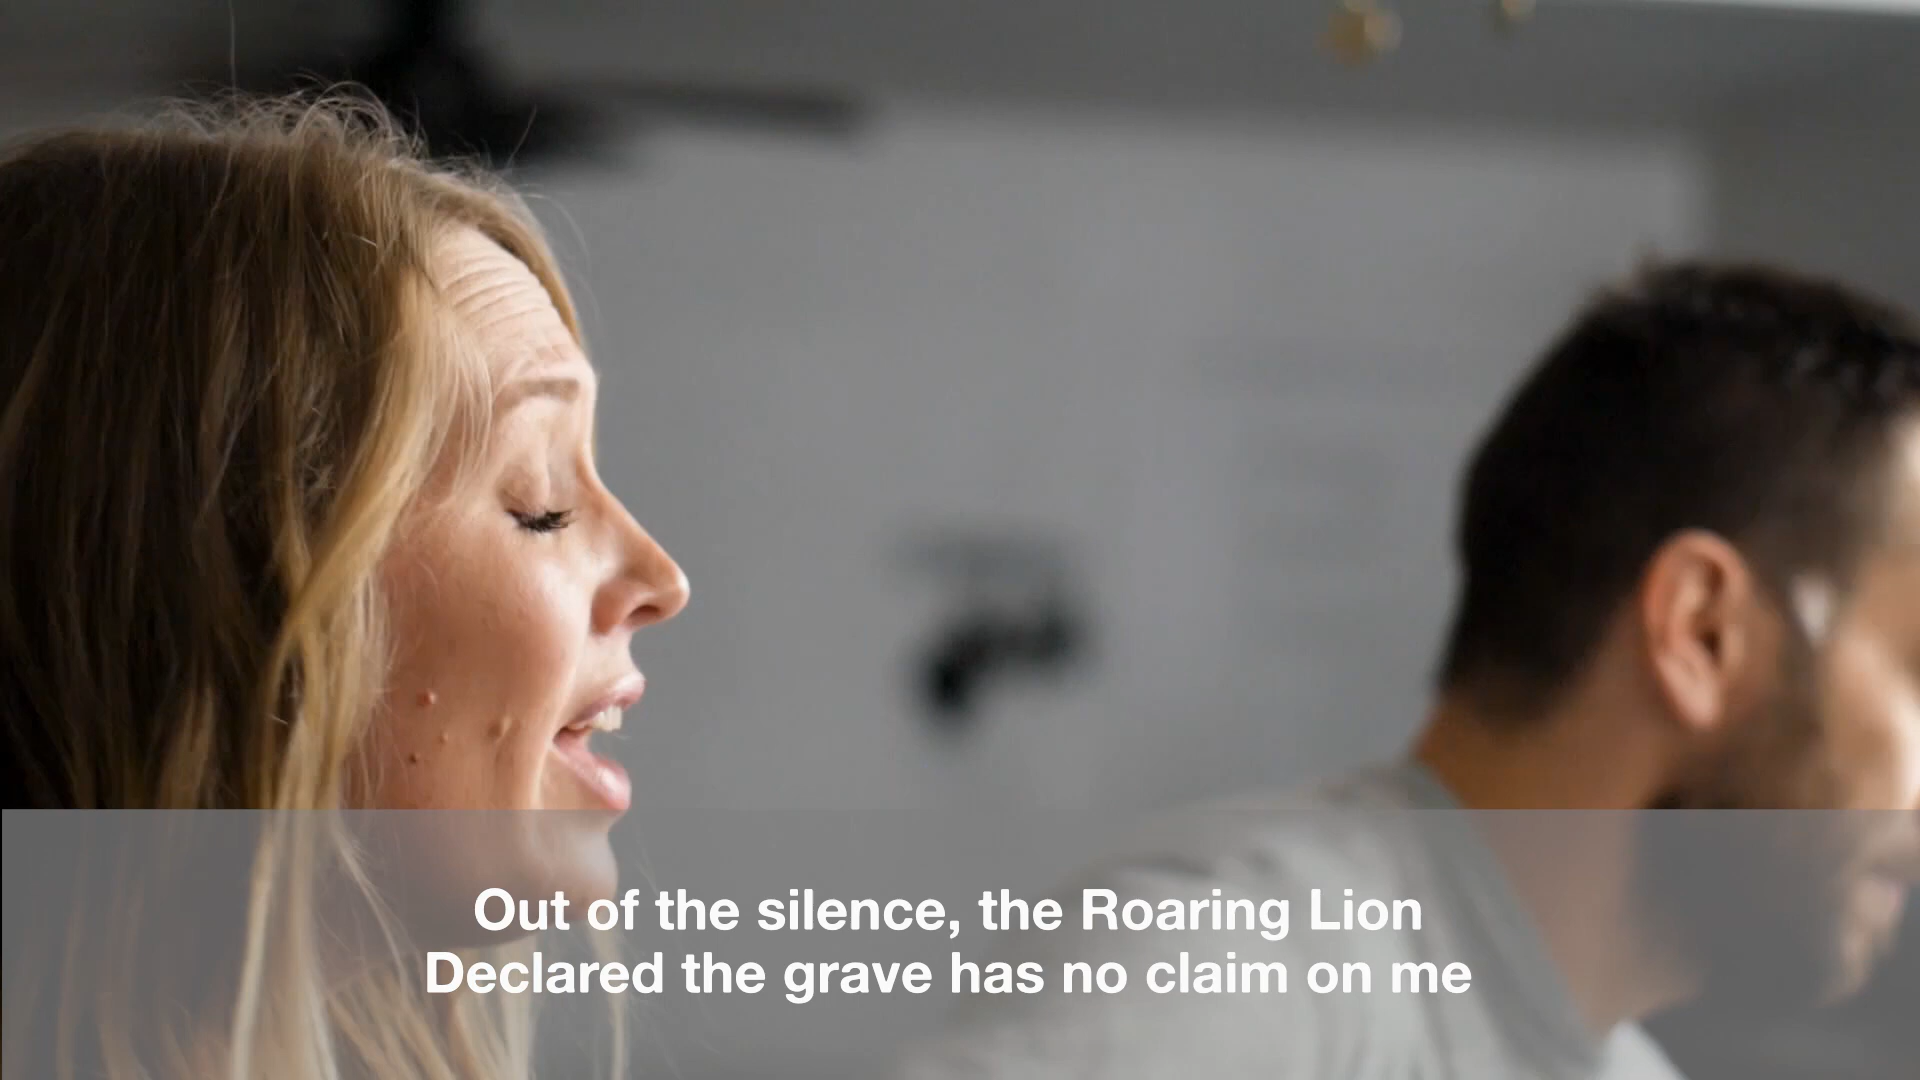 Out of the silence, the Roaring Lion
Declared the grave has no claim on me